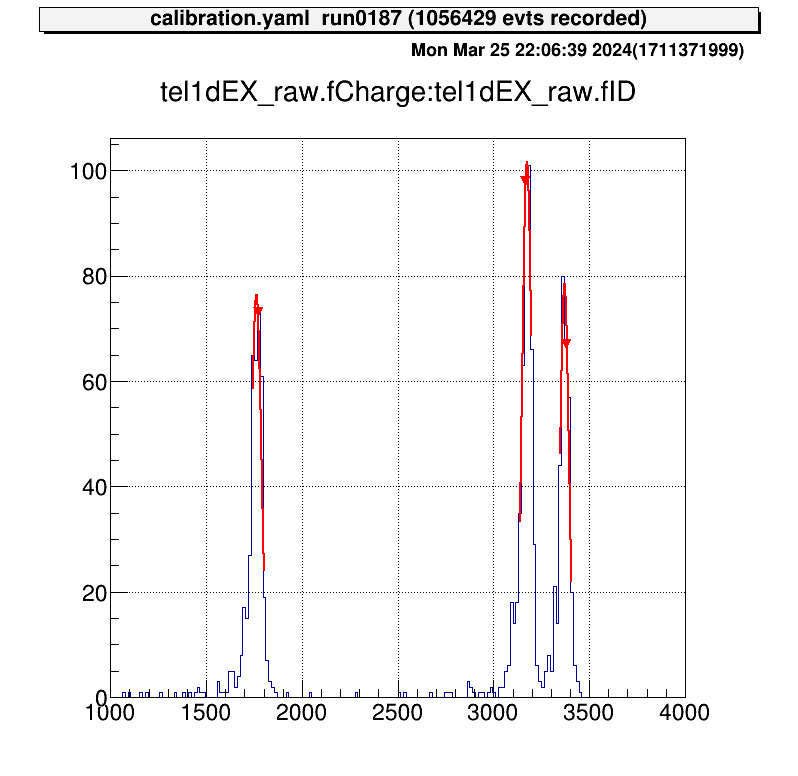 calibration.yaml run0187 (1056429 evts recorded)
Mon Mar 25 22:06:39 2024(1711371999)
tel1dEX_raw.fCharge:tel1dEX_raw.fID
100
80
60
40
20
0
1000 1500 2000 2500 3000 3500 4000